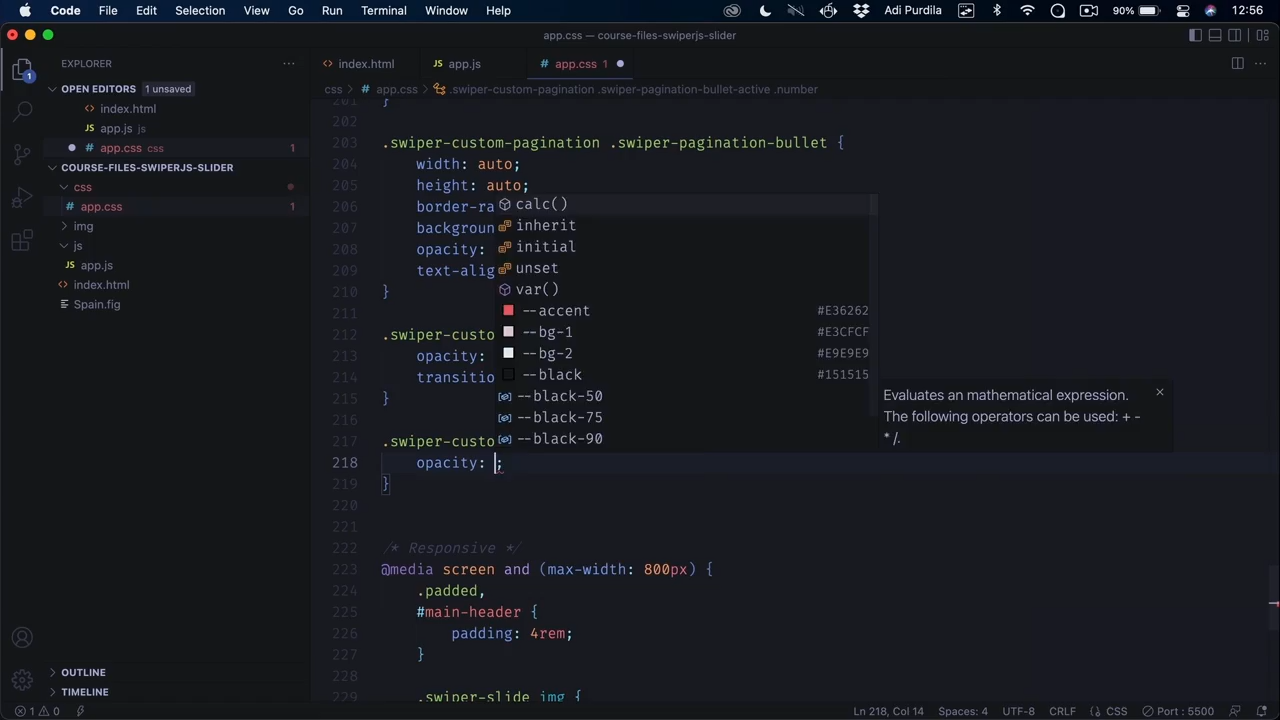 Code File Edit Selection View Go Run Terminal Window Help Adi Purdila 90% 12:56
app.css — course-files-swiperjs-slider
EXPLORER
index.html app.js app.css 1
OPEN EDITORS 1 unsaved
css > app.css > .swiper-custom-pagination .swiper-pagination-bullet-active .number
index.html
app.js js
app.css css 1
COURSE-FILES-SWIPERJS-SLIDER
css
app.css 1
img
js
app.js
index.html
Spain.fig
OUTLINE
TIMELINE
1
201 }
202
203 .swiper-custom-pagination .swiper-pagination-bullet {
204 width: auto;
205 height: auto;
206 border-ra
207 backgroun
208 opacity:
209 text-alig
210 }
211
212 .swiper-custo
213 opacity:
214 transitio
215 }
216
217 .swiper-custo
218 opacity: ;
219 }
220
221
222 /* Responsive */
223 @media screen and (max-width: 800px) {
224 .padded,
225 #main-header {
226 padding: 4rem;
227 }
228
229 .swiper-slide img {
calc()
inherit
initial
unset
var()
--accent #E36262
--bg-1 #E3CFCF
--bg-2 #E9E9E9
--black #151515
--black-50
--black-75
--black-90
Evaluates an mathematical expression.
The following operators can be used: + -
* /.
1 0 Ln 218, Col 14 Spaces: 4 UTF-8 CRLF {} CSS Port : 5500